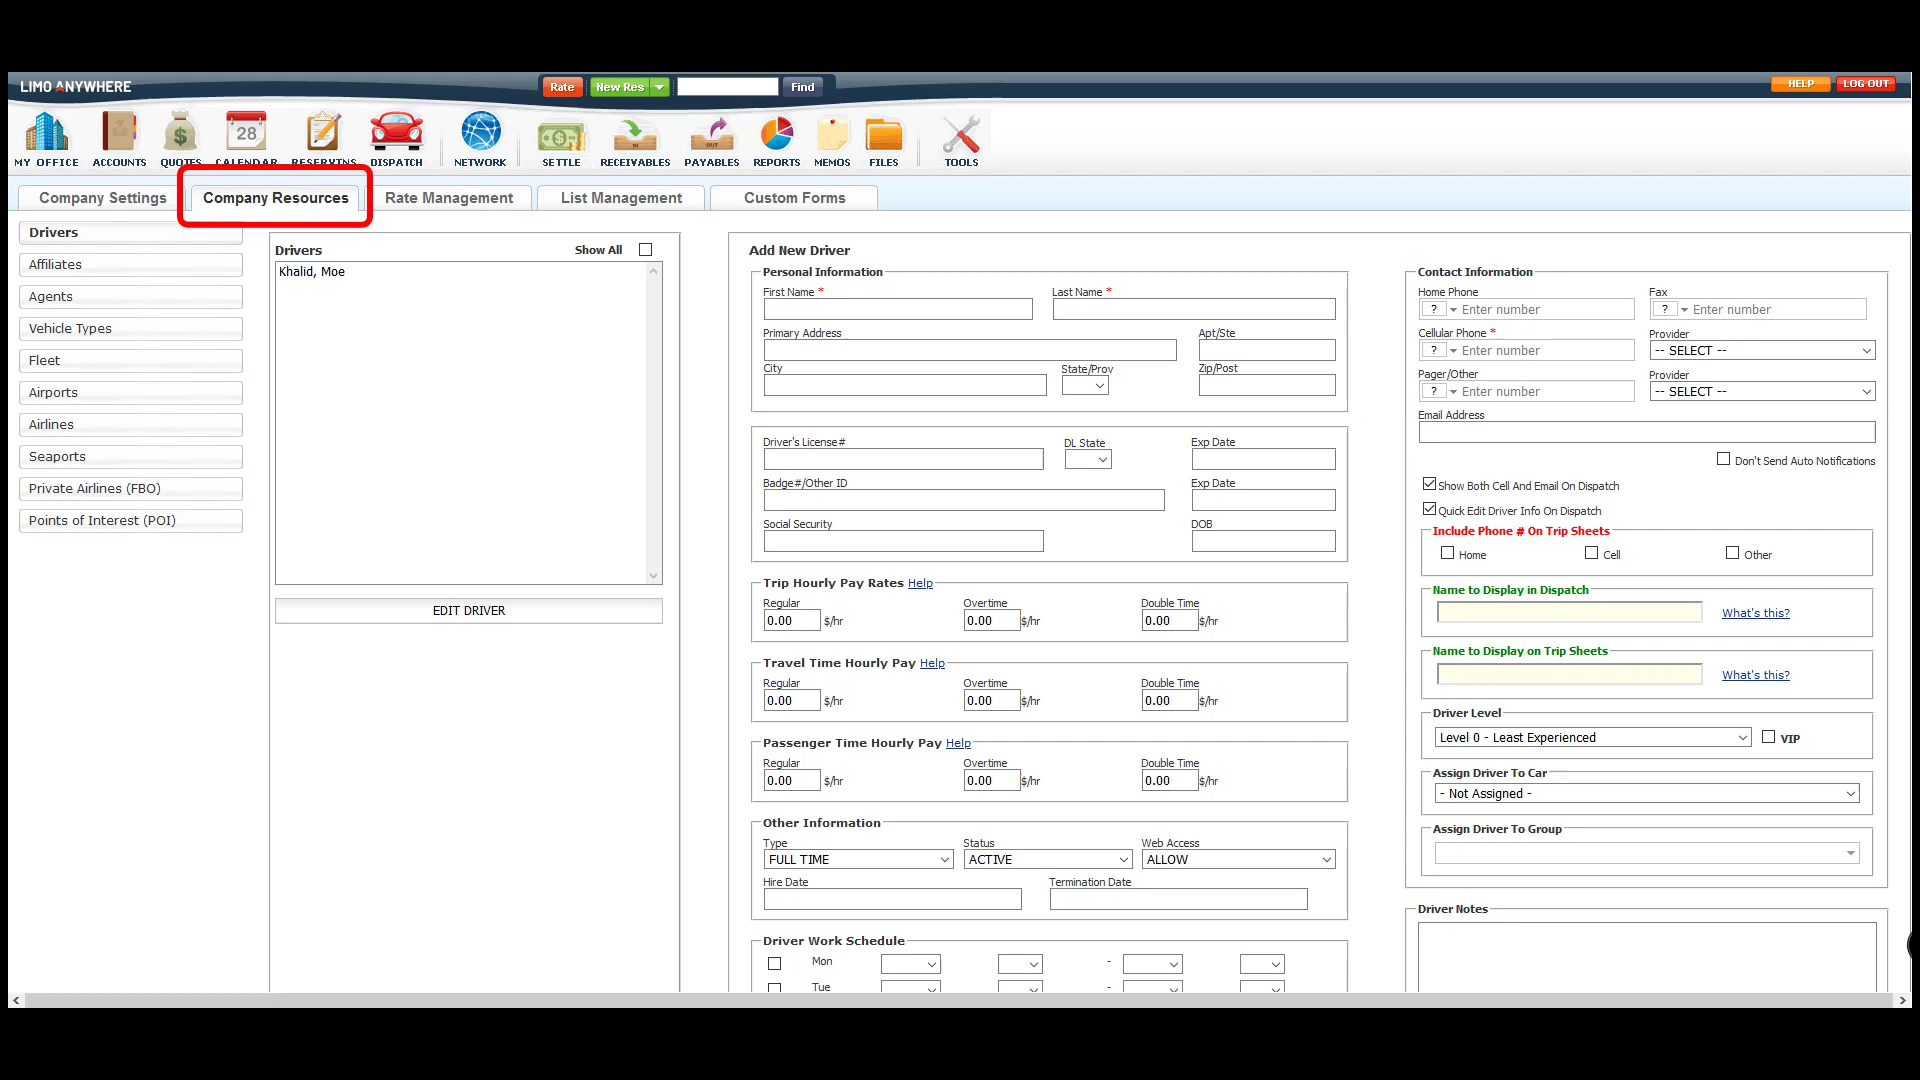 LIMO ANYWHERE
Rate
New Res
Find
HELP
LOG OUT
28
MY OFFICE
ACCOUNTS
QUOTES
CALENDAR
RESERVTNS
DISPATCH
NETWORK
SETTLE
IN
RECEIVABLES
OUT
PAYABLES
REPORTS
MEMOS
FILES
TOOLS
Company Settings
Company Resources
Rate Management
List Management
Custom Forms
Drivers
Affiliates
Agents
Vehicle Types
Fleet
Airports
Airlines
Seaports
Private Airlines (FBO)
Points of Interest (POI)
Drivers
Show All
Khalid, Moe
EDIT DRIVER
Add New Driver
Personal Information
First Name *
Last Name *
Primary Address
Apt/Ste
City
State/Prov
Zip/Post
Driver's License#
DL State
Exp Date
Badge#/Other ID
Exp Date
Social Security
DOB
Trip Hourly Pay Rates Help
Regular
Overtime
Double Time
0.00 $/hr
0.00 $/hr
0.00 $/hr
Travel Time Hourly Pay Help
Regular
Overtime
Double Time
0.00 $/hr
0.00 $/hr
0.00 $/hr
Passenger Time Hourly Pay Help
Regular
Overtime
Double Time
0.00 $/hr
0.00 $/hr
0.00 $/hr
Other Information
Type
Status
Web Access
FULL TIME
ACTIVE
ALLOW
Hire Date
Termination Date
Driver Work Schedule
Mon
-
Tue
-
Contact Information
Home Phone
Fax
? Enter number
? Enter number
Cellular Phone *
Provider
? Enter number
-- SELECT --
Pager/Other
Provider
? Enter number
-- SELECT --
Email Address
Don't Send Auto Notifications
Show Both Cell And Email On Dispatch
Quick Edit Driver Info On Dispatch
Include Phone # On Trip Sheets
Home
Cell
Other
Name to Display in Dispatch
What's this?
Name to Display on Trip Sheets
What's this?
Driver Level
Level 0 - Least Experienced
VIP
Assign Driver To Car
- Not Assigned -
Assign Driver To Group
Driver Notes